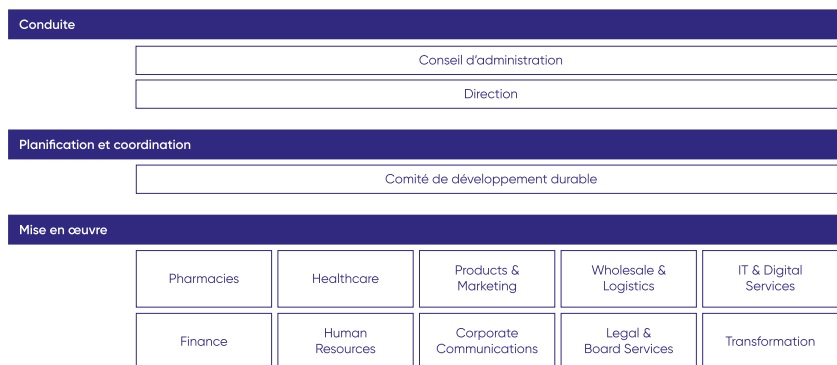 Conduite
Conseil d'administration
Direction
Planification et coordination
Comité de développement durable
Mise en œuvre
Pharmacies
Healthcare
Products &
Marketing
Wholesale &
Logistics
IT & Digital
Services
Finance
Human
Resources
Corporate
Communications
Legal &
Board Services
Transformation